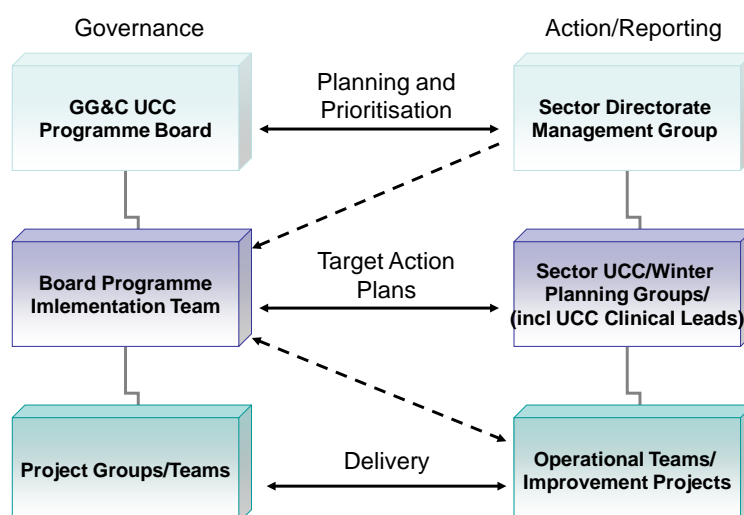 Governance
Action/Reporting
GG&C UCC
Programme Board
Planning and
Prioritisation
Sector Directorate
Management Group
Board Programme
Imlementation Team
Target Action
Plans
Sector UCC/Winter
Planning Groups/
(incl UCC Clinical Leads)
Project Groups/Teams
Delivery
Operational Teams/
Improvement Projects